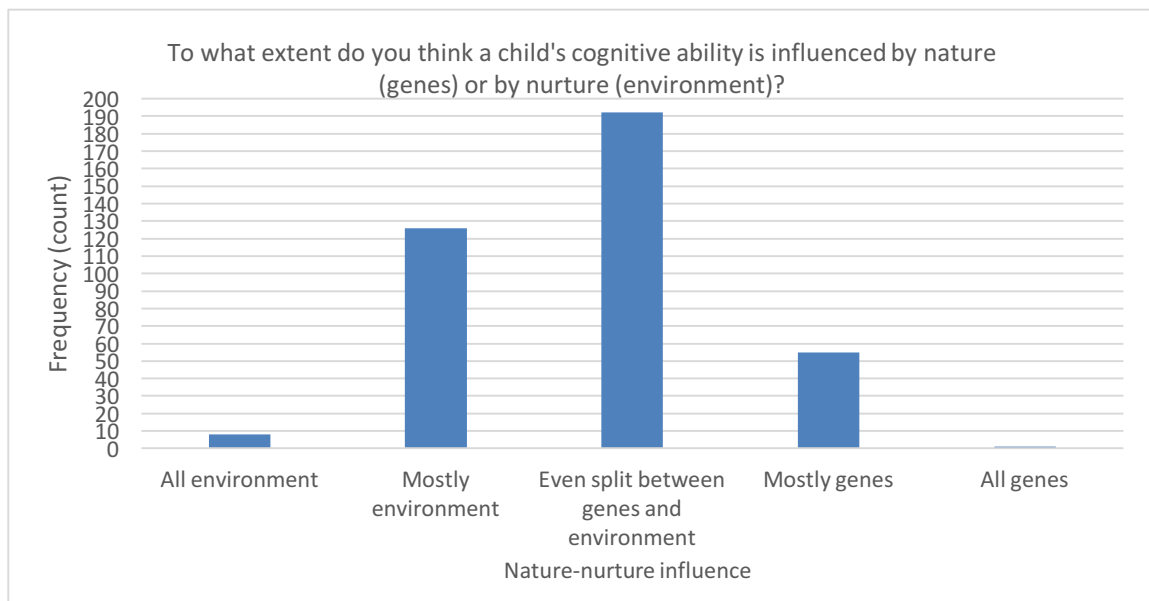 To what extent do you think a child's cognitive ability is influenced by nature
(genes) or by nurture (environment)?
Frequency (count)
200
190
180
170
160
150
140
130
120
110
100
90
80
70
60
50
40
30
20
10
0
All environment
Mostly
environment
Even split between
genes and
environment
Mostly genes
All genes
Nature-nurture influence